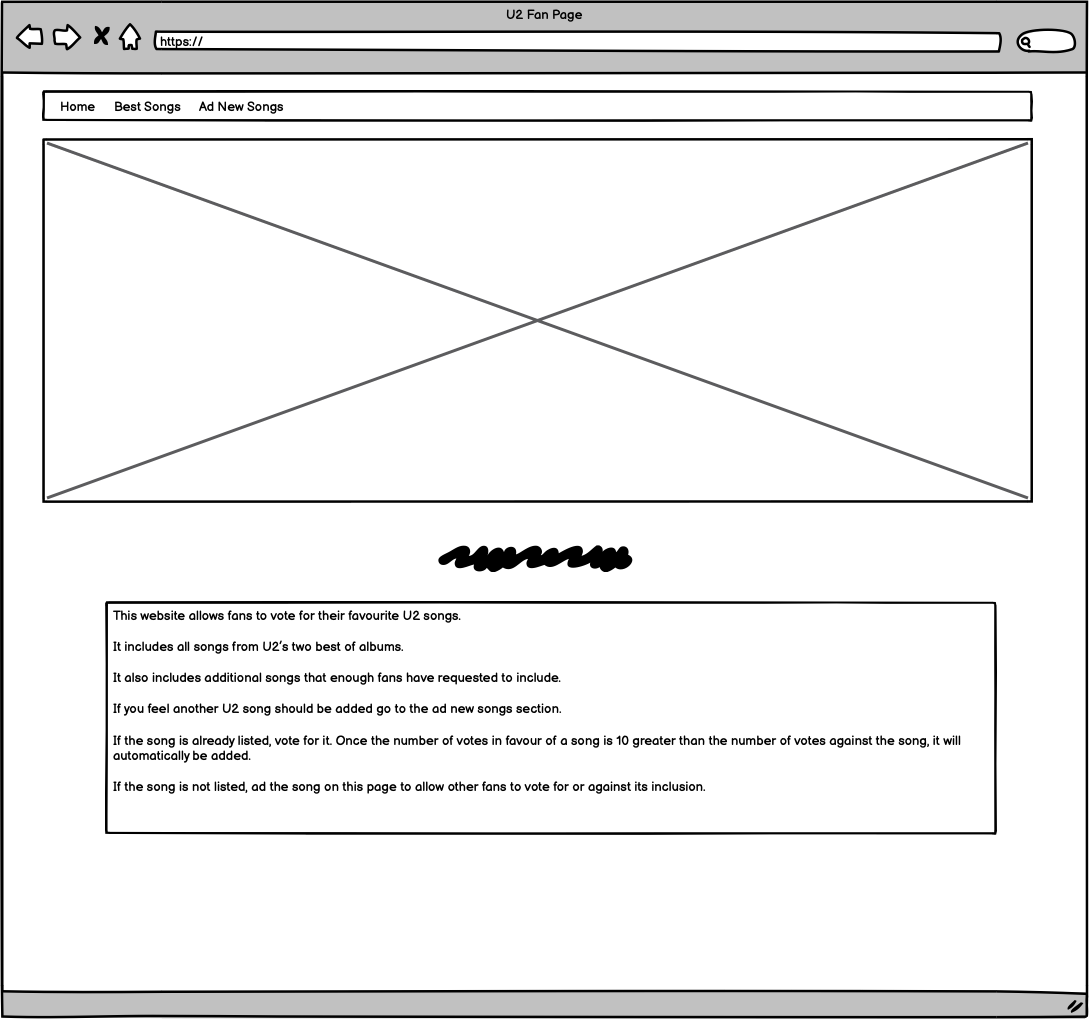 U2 Fan Page
https://
Home Best Songs Ad New Songs
This website allows fans to vote for their favourite U2 songs.
It includes all songs from U2's two best of albums.
It also includes additional songs that enough fans have requested to include.
If you feel another U2 song should be added go to the ad new songs section.
If the song is already listed, vote for it. Once the number of votes in favour of a song is 10 greater than the number of votes against the song, it will
automatically be added.
If the song is not listed, ad the song on this page to allow other fans to vote for or against its inclusion.